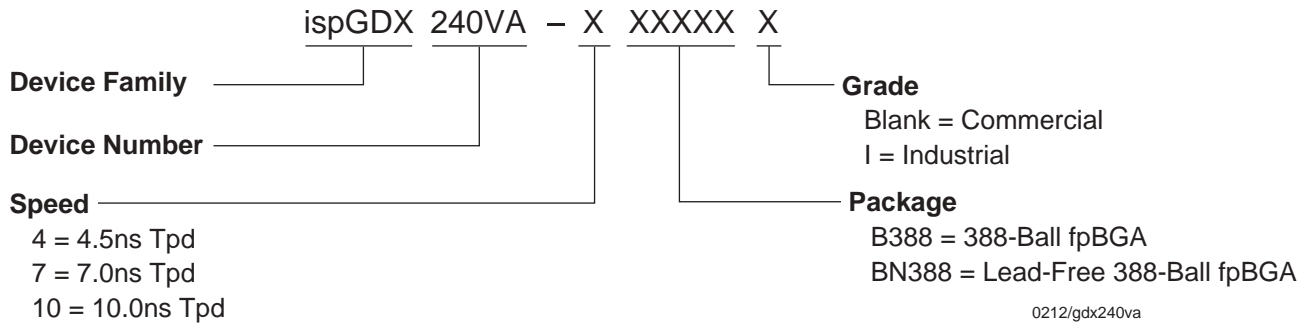 ispGDX 240VA – X XXXXX X
Device Family
Device Number
Speed
4 = 4.5ns Tpd
7 = 7.0ns Tpd
10 = 10.0ns Tpd
Grade
Blank = Commercial
I = Industrial
Package
B388 = 388-Ball fpBGA
BN388 = Lead-Free 388-Ball fpBGA
0212/gdx240va